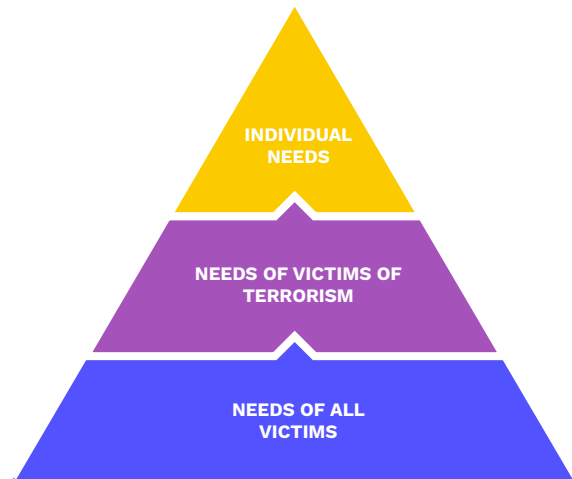 INDIVIDUAL
NEEDS
NEEDS OF VICTIMS OF
TERRORISM
NEEDS OF ALL
VICTIMS